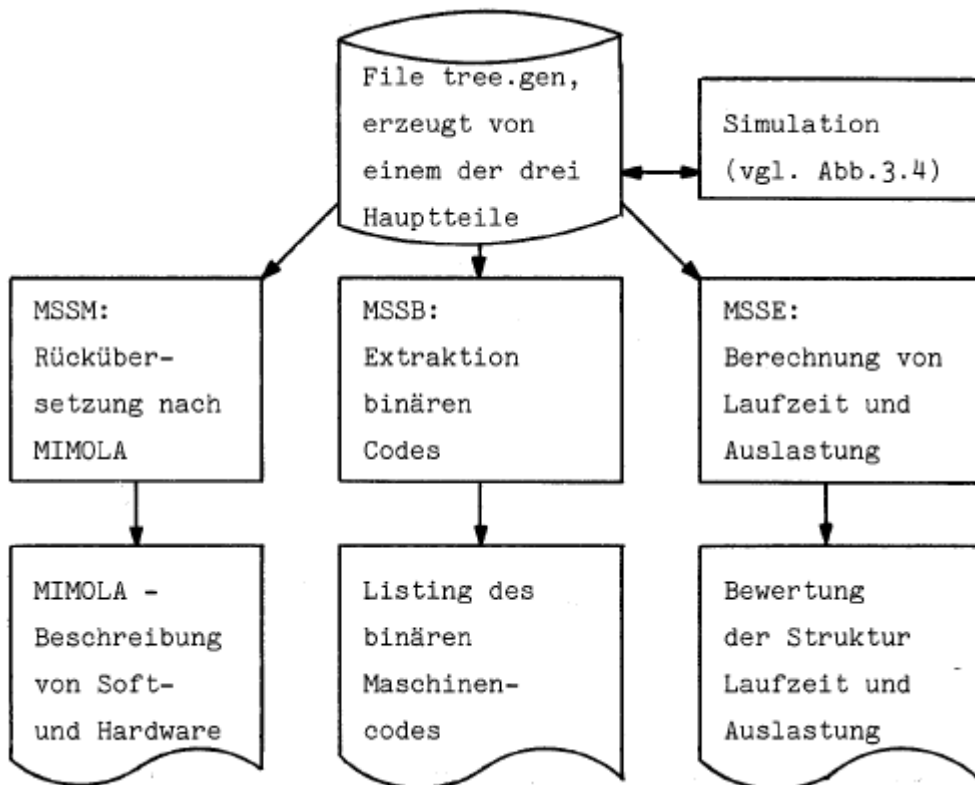 File tree.gen,
erzeugt von
einem der drei
Hauptteile
Simulation
(vgl. Abb.3.4)
MSSM:
Rücküber-
setzung nach
MIMOLA
MSSB:
Extraktion
binären
Codes
MSSE:
Berechnung von
Laufzeit und
Auslastung
MIMOLA -
Beschreibung
von Soft-
und Hardware
Listing des
binären
Maschinen-
codes
Bewertung
der Struktur
Laufzeit und
Auslastung